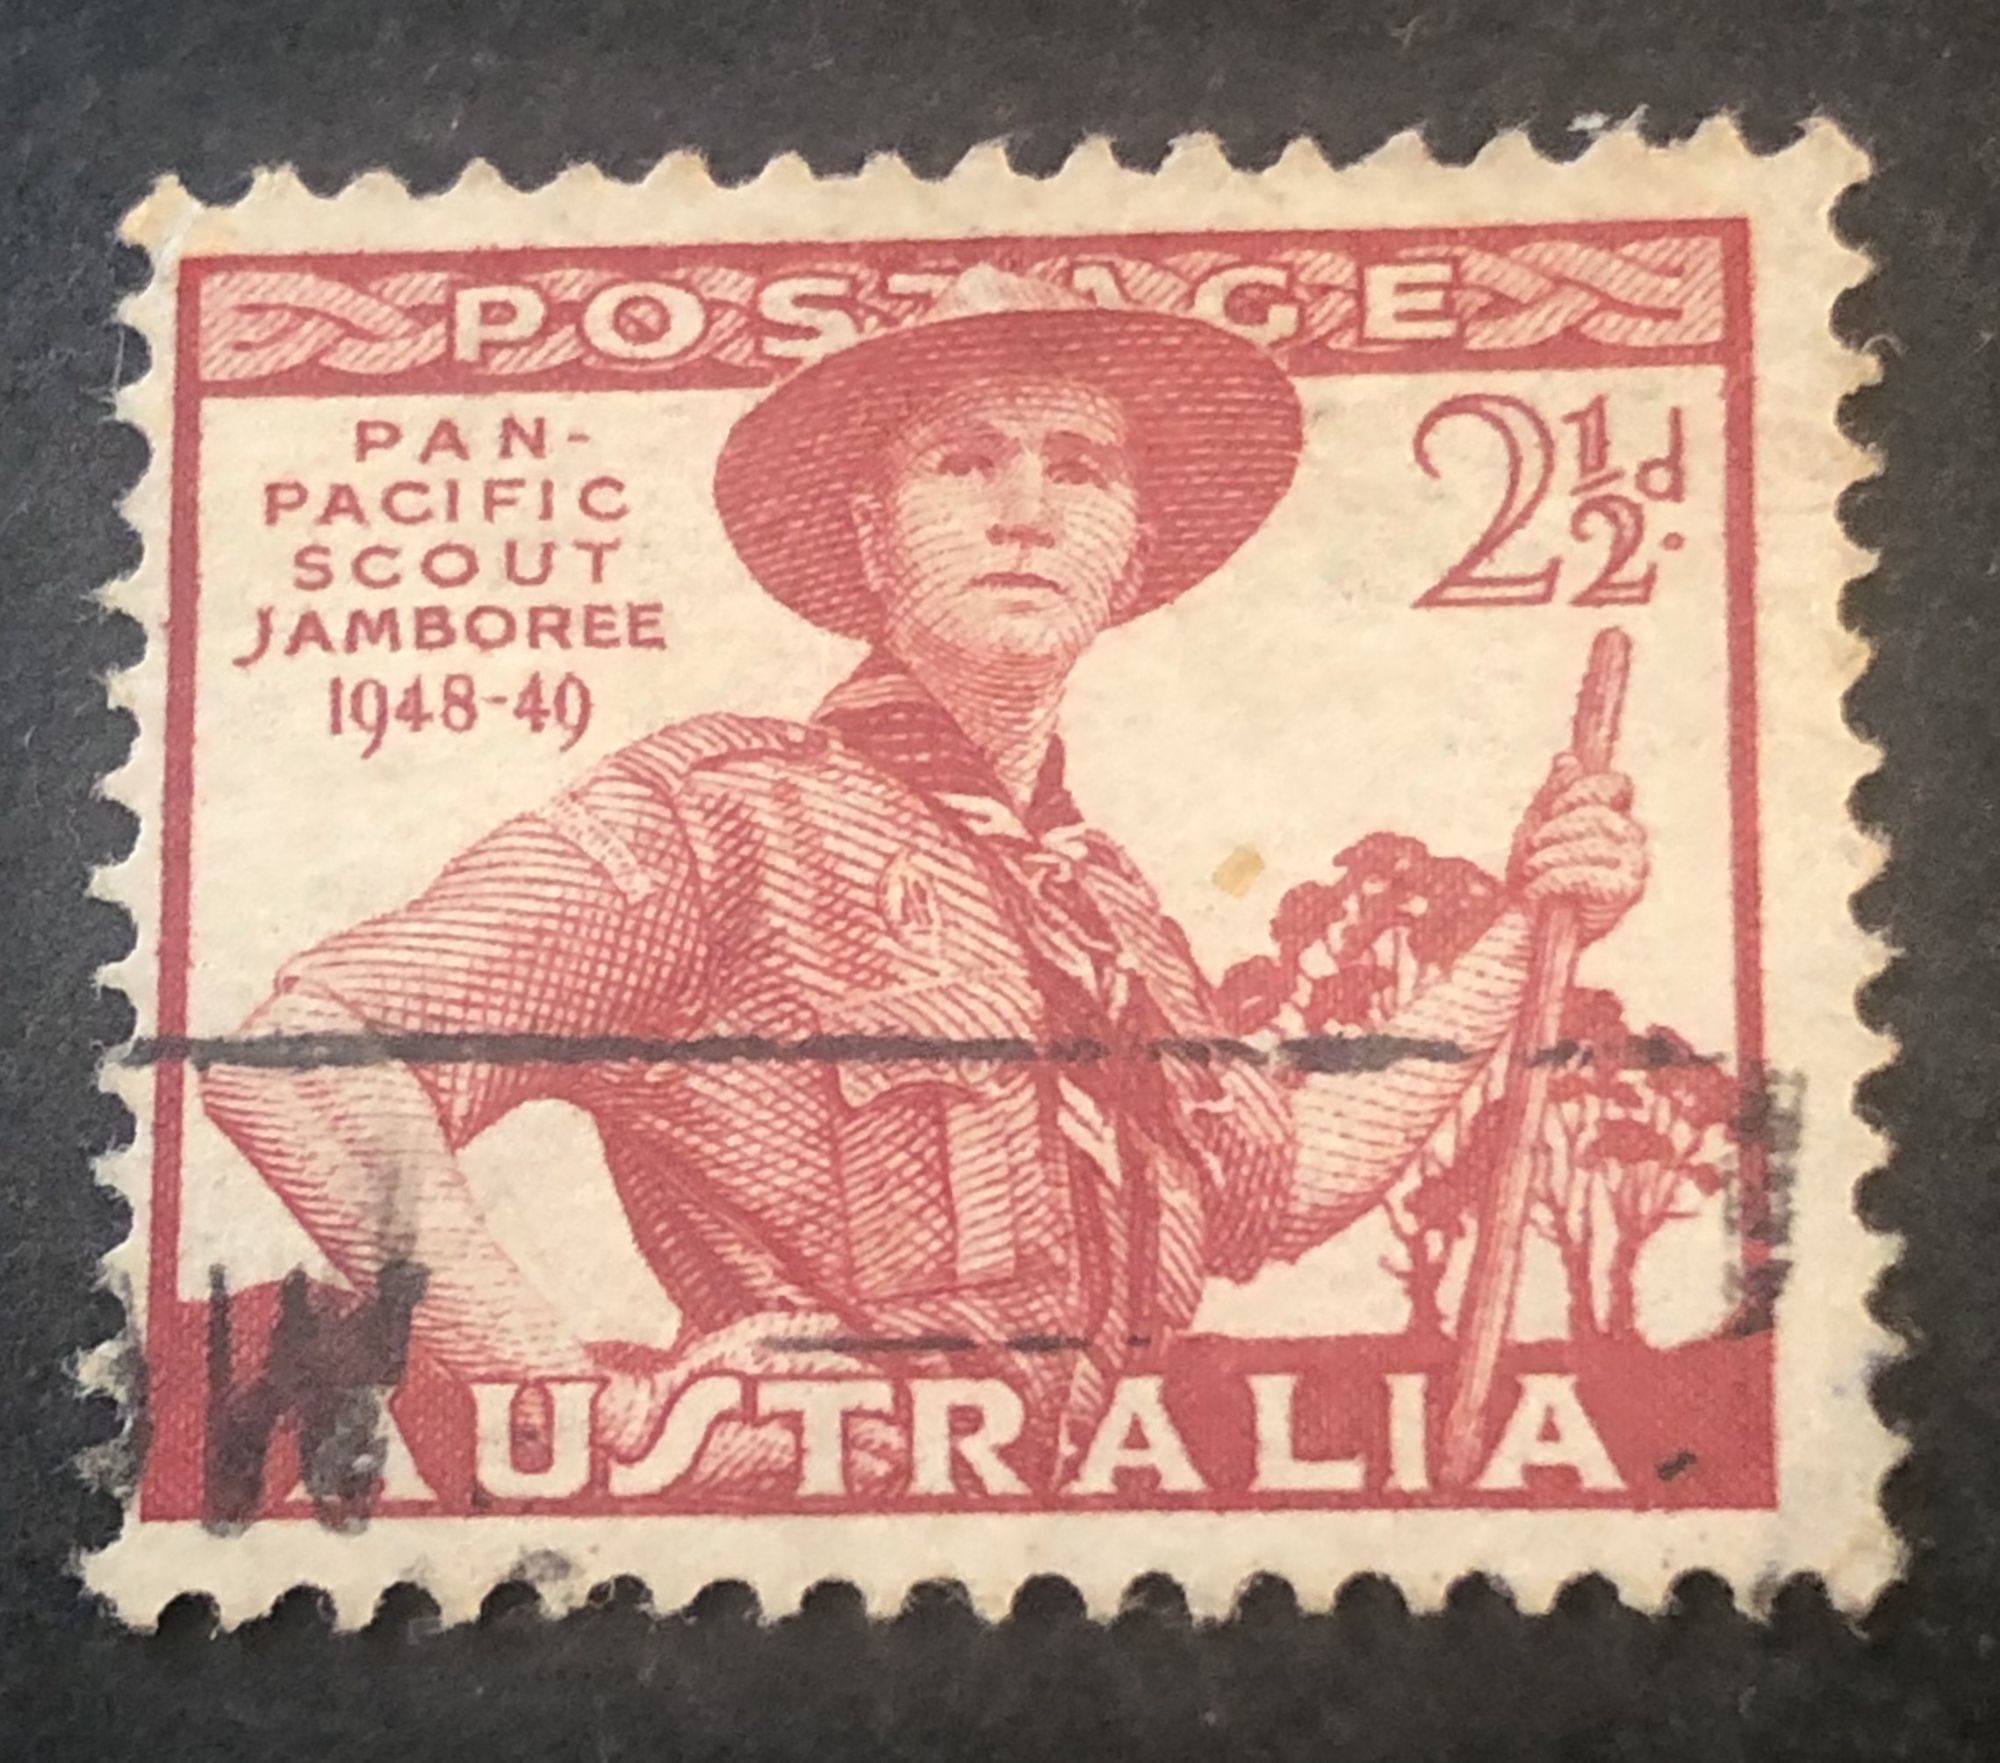 POSTAGE
PAN-
PACIFIC
SCOUT
JAMBOREE
1948-49
2½d.
AUSTRALIA